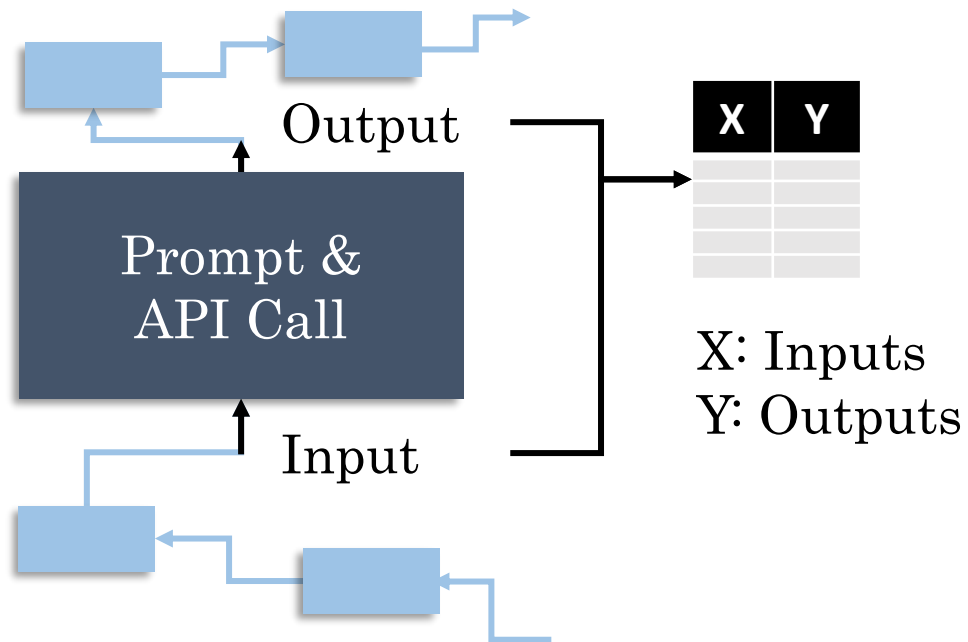 Output
Prompt &
API Call
Input
X Y
X: Inputs
Y: Outputs